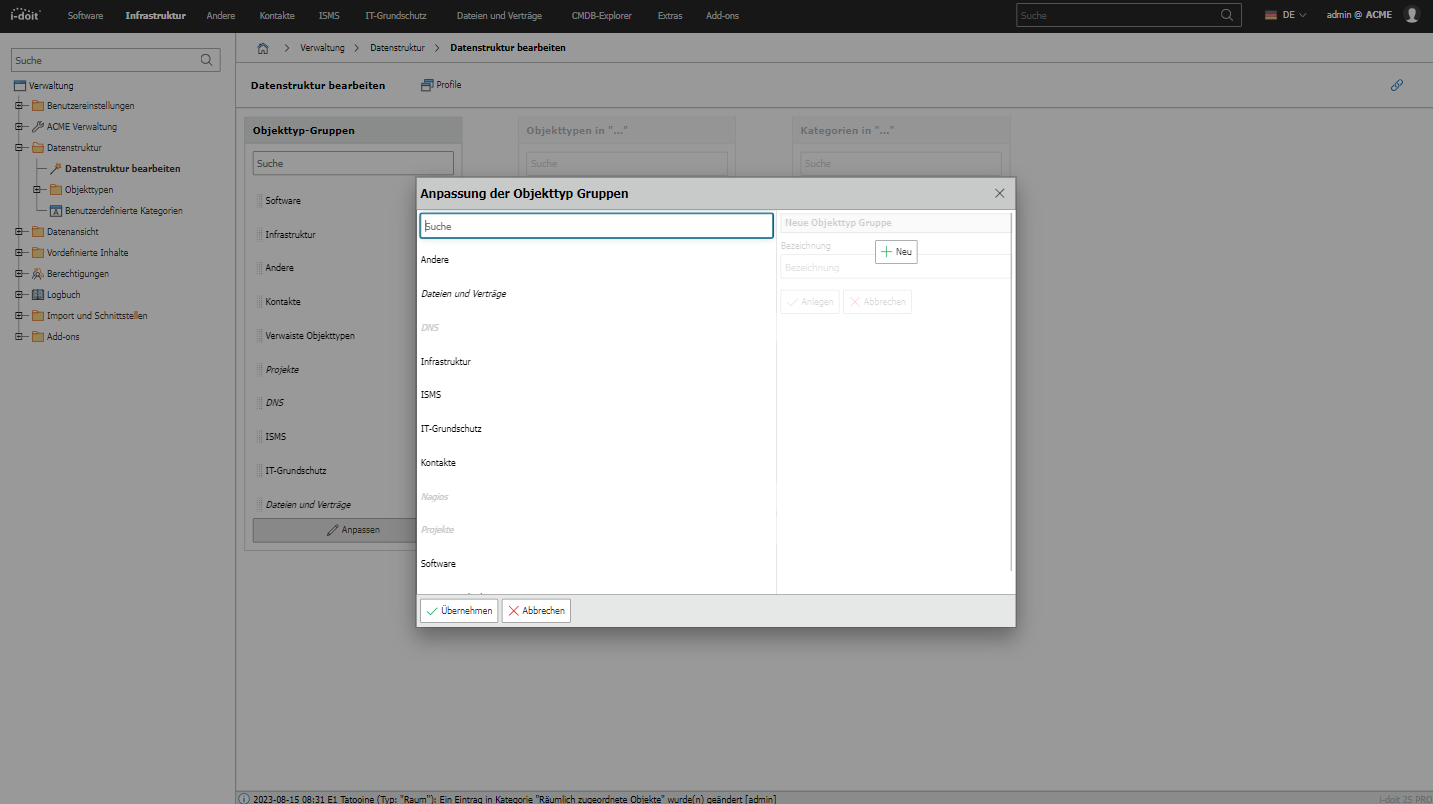 i-doit
Software
Infrastruktur
Andere
Kontakte
ISMS
IT-Grundschutz
Dateien und Verträge
CMDB-Explorer
Extras
Add-ons
Suche
DE
admin @ ACME
Suche
Verwaltung
Benutzereinstellungen
ACME Verwaltung
Datenstruktur
Datenstruktur bearbeiten
Objekttypen
Benutzerdefinierte Kategorien
Datenansicht
Vordefinierte Inhalte
Berechtigungen
Logbuch
Import und Schnittstellen
Add-ons
Verwaltung > Datenstruktur > Datenstruktur bearbeiten
Datenstruktur bearbeiten
Profile
Objekttyp-Gruppen
Suche
Software
Infrastruktur
Andere
Kontakte
Verwaiste Objekttypen
Projekte
DNS
ISMS
IT-Grundschutz
Dateien und Verträge
Anpassen
Objekttypen in "..."
Suche
Kategorien in "..."
Suche
Anpassung der Objekttyp Gruppen
Suche
Andere
Dateien und Verträge
DNS
Infrastruktur
ISMS
IT-Grundschutz
Kontakte
Nagios
Projekte
Software
Neue Objekttyp Gruppe
Bezeichnung
Neu
Bezeichnung
Anlegen
Abbrechen
Übernehmen
Abbrechen
2023-08-15 08:31 E1 Tatooine (Typ: "Raum"): Ein Eintrag in Kategorie "Räumlich zugeordnete Objekte" wurde(n) geändert [admin]
i-doit 25 PRO